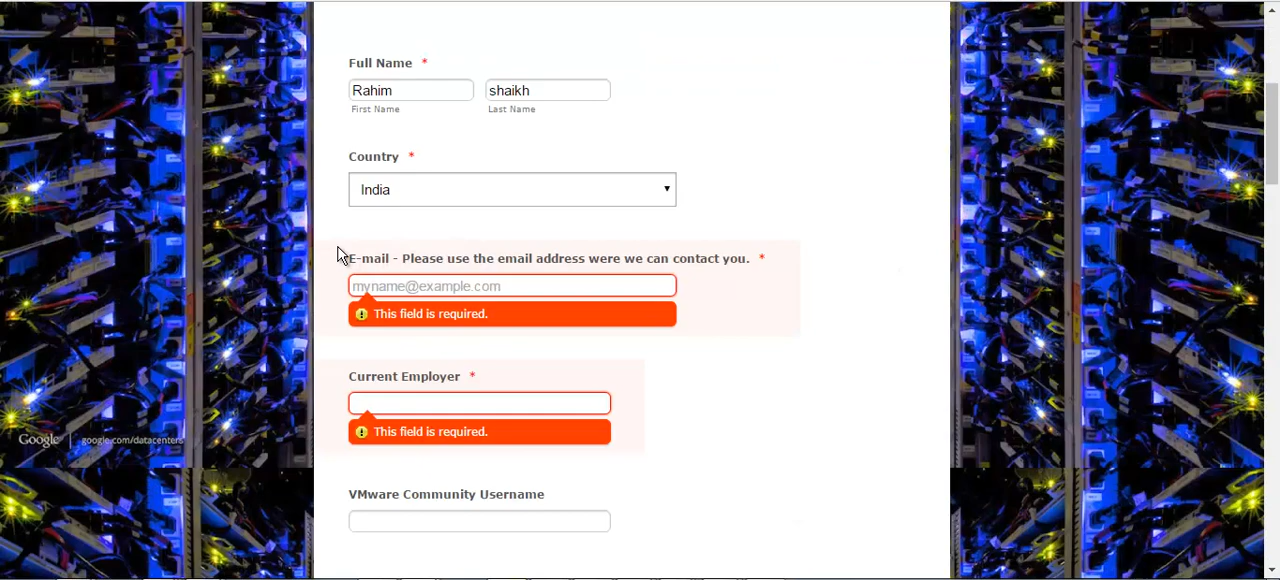 Full Name *
Rahim shaikh
First Name Last Name
Country *
India
E-mail - Please use the email address were we can contact you. *
myname@example.com
This field is required.
Current Employer *
This field is required.
Google | google.com/datacenters
VMware Community Username